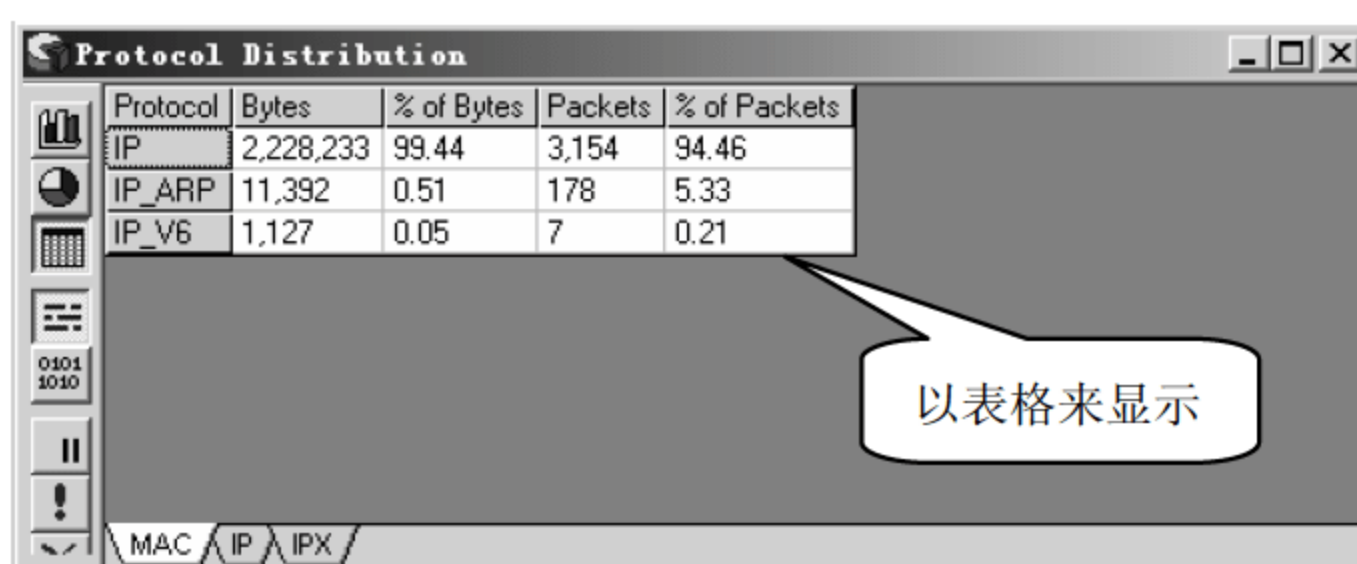 Protocol Distribution
Protocol Bytes % of Bytes Packets % of Packets
IP 2,228,233 99.44 3,154 94.46
IP_ARP 11,392 0.51 178 5.33
IP_V6 1,127 0.05 7 0.21
0101
1010
以表格来显示
MAC IP IPX